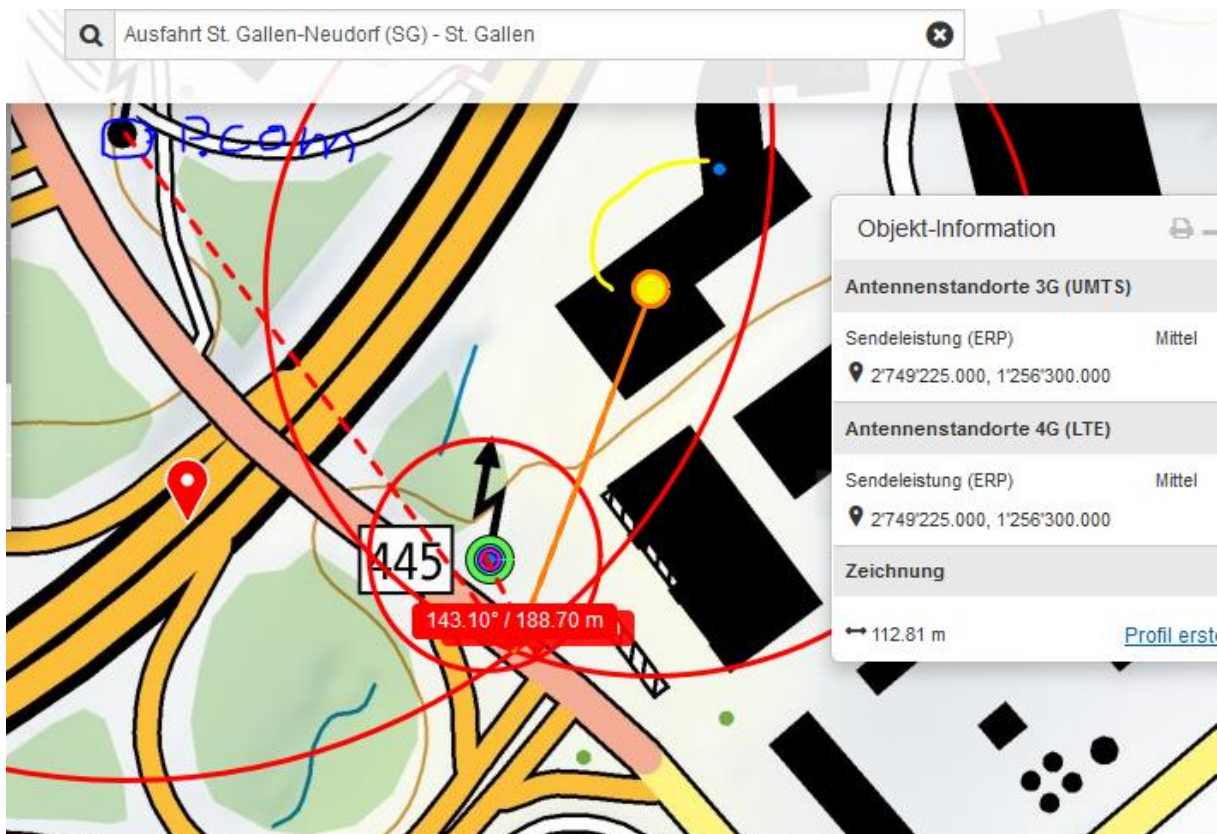 Ausfahrt St. Gallen-Neudorf (SG) - St. Gallen
P.com
Objekt-Information
Antennenstandorte 3G (UMTS)
Sendeleistung (ERP) Mittel
2'749'225.000, 1'256'300.000
Antennenstandorte 4G (LTE)
Sendeleistung (ERP) Mittel
2'749'225.000, 1'256'300.000
Zeichnung
112.81 m Profil erste
445
143.10° / 188.70 m